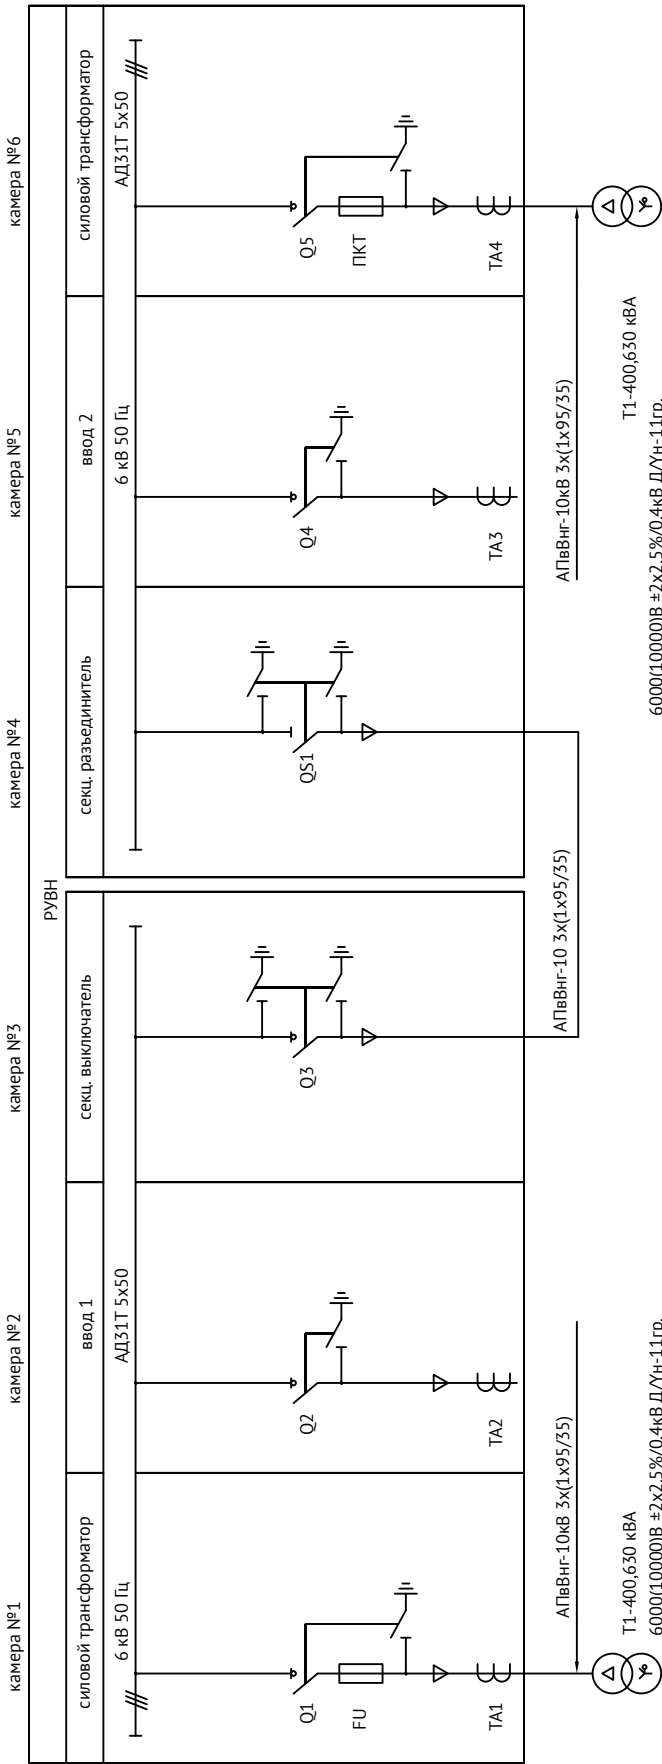 камера №1
камера №2
камера №3
камера №4
камера №5
камера №6
РУВН
силовой трансформатор
ввод 1
секц. выключатель
секц. разъединитель
ввод 2
силовой трансформатор
6 кВ 50 Гц
АД31Т 5х50
6 кВ 50 Гц
АД31Т 5х50
Q1
Q2
Q3
QS1
Q4
Q5
FU
ПКТ
ТА1
ТА2
ТА3
ТА4
АПвВнг-10кВ 3х(1х95/35)
АПвВнг-10 3х(1х95/35)
АПвВнг-10кВ 3х(1х95/35)
Т1-400,630 кВА
6000(10000)В ±2х2,5%/0,4кВ Д/Ун-11гр.
Т1-400,630 кВА
6000(10000)В ±2х2,5%/0,4кВ Д/Ун-11гр.